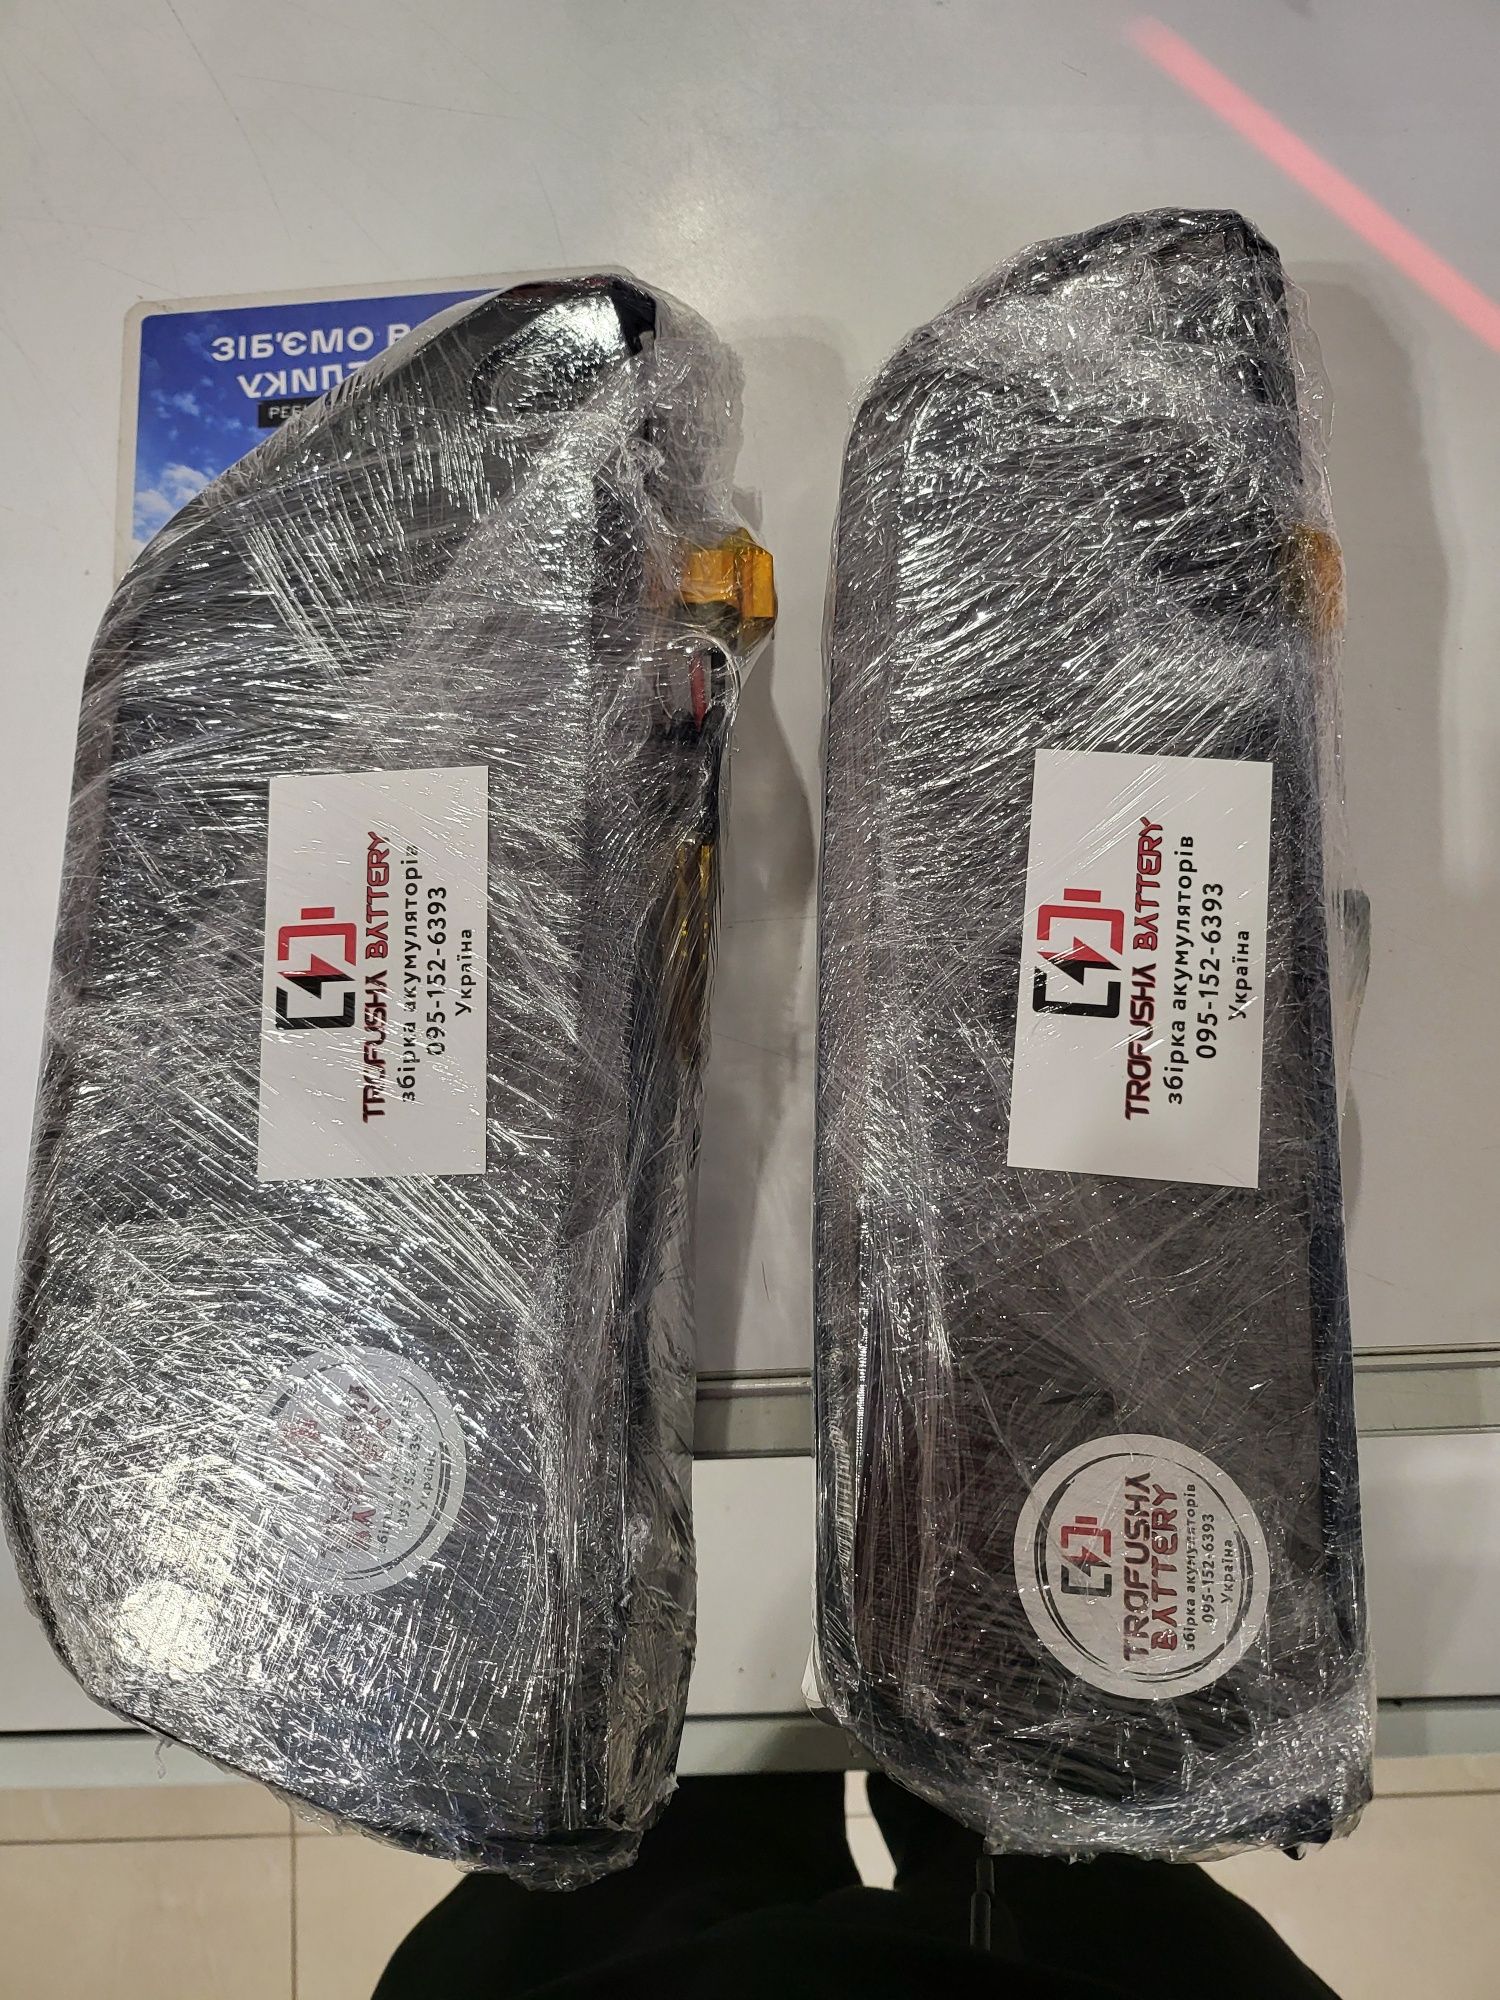 ЗІБ'ЄМО
TROFUSHA BATTERY
збірка акумуляторів
095-152-6393
Україна
TROFUSHA BATTERY
збірка акумуляторів
095-152-6393
Україна
TROFUSHA
BATTERY
збірка акумуляторів
095-152-6393
Україна
Україна